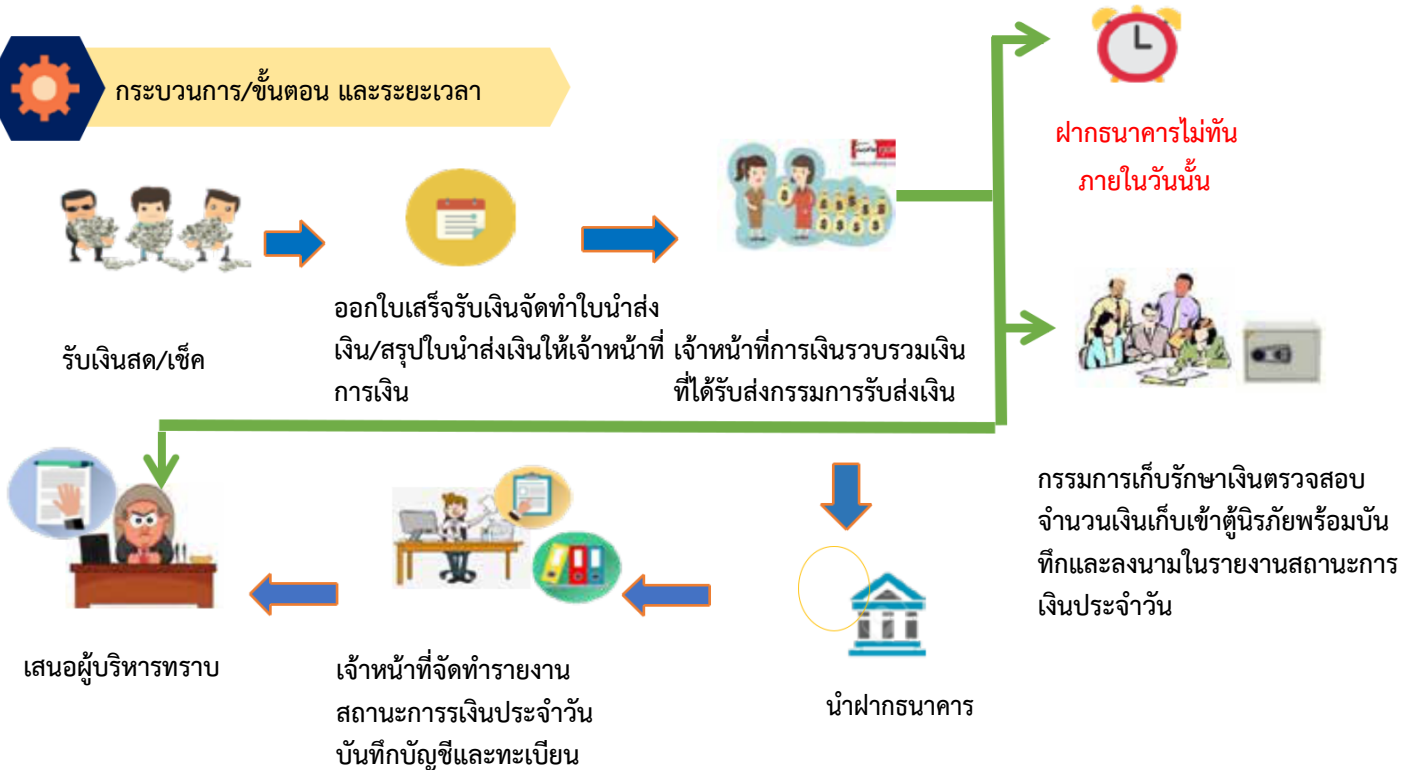 กระบวนการ/ขั้นตอน และระยะเวลา
ฝากธนาคารไม่ทัน
ภายในวันนั้น
รับเงินสด/เช็ค
ออกใบเสร็จรับเงินจัดทำใบนำส่ง
เงิน/สรุปใบนำส่งเงินให้เจ้าหน้าที่
การเงิน
เจ้าหน้าที่การเงินรวบรวมเงิน
ที่ได้รับส่งกรรมการรับส่งเงิน
กรรมการเก็บรักษาเงินตรวจสอบ
จำนวนเงินเก็บเข้าตู้นิรภัยพร้อมบัน
ทึกและลงนามในรายงานสถานะการ
เงินประจำวัน
นำฝากธนาคาร
เจ้าหน้าที่จัดทำรายงาน
สถานะการรเงินประจำวัน
บันทึกบัญชีและทะเบียน
เสนอผู้บริหารทราบ